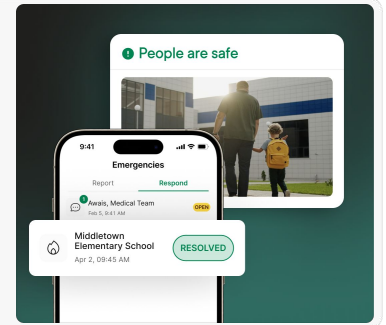 People are safe
9:41
Emergencies
Report
Respond
1
Awais, Medical Team
Feb 5, 9:41 AM
OPEN
Middletown
Elementary School
Apr 2, 09:45 AM
RESOLVED